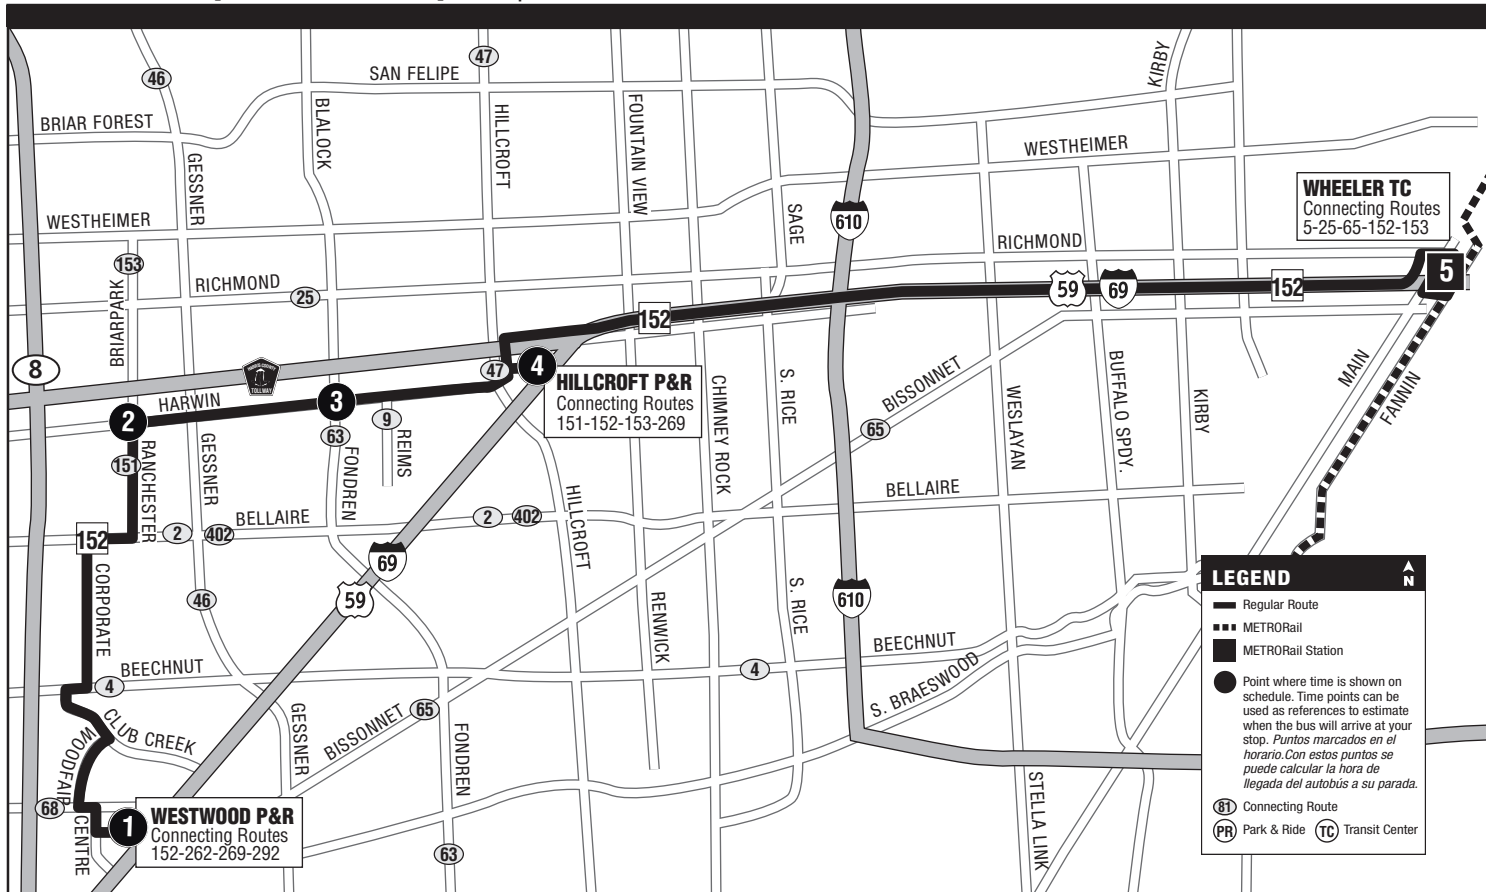 47
KIRBY
46
SAN FELIPE
BRIAR FOREST
BLALOCK
HILLCROFT
FOUNTAIN VIEW
WESTHEIMER
GESSNER
WHEELER TC
Connecting Routes
5-25-65-152-153
WESTHEIMER
SAGE
610
RICHMOND
153
RICHMOND
25
5
59
69
152
152
BRIARPARK
8
47
4
HILLCROFT P&R
Connecting Routes
151-152-153-269
MAIN
FANNIN
HARWIN
2
3
9
63
REIMS
CHIMNEY ROCK
S. RICE
BISSONNET
65
WESLAYAN
BUFFALO SPDY.
KIRBY
151
RANCHESTER
GESSNER
FONDREN
BELLAIRE
BELLAIRE
2
402
2
402
HILLCROFT
152
CORPORATE
69
59
46
610
RENWICK
S. RICE
BEECHNUT
BEECHNUT
4
4
S. BRAESWOOD
CLUB CREEK
WOODFAIR
GESSNER
BISSONNET
65
FONDREN
68
CENTRE
1
WESTWOOD P&R
Connecting Routes
152-262-269-292
63
STELLA LINK
LEGEND
N
Regular Route
METRORail
METRORail Station
Point where time is shown on
schedule. Time points can be
used as references to estimate
when the bus will arrive at your
stop. Puntos marcados en el
horario.Con estos puntos se
puede calcular la hora de
llegada del autobús a su parada.
81 Connecting Route
PR Park & Ride TC Transit Center